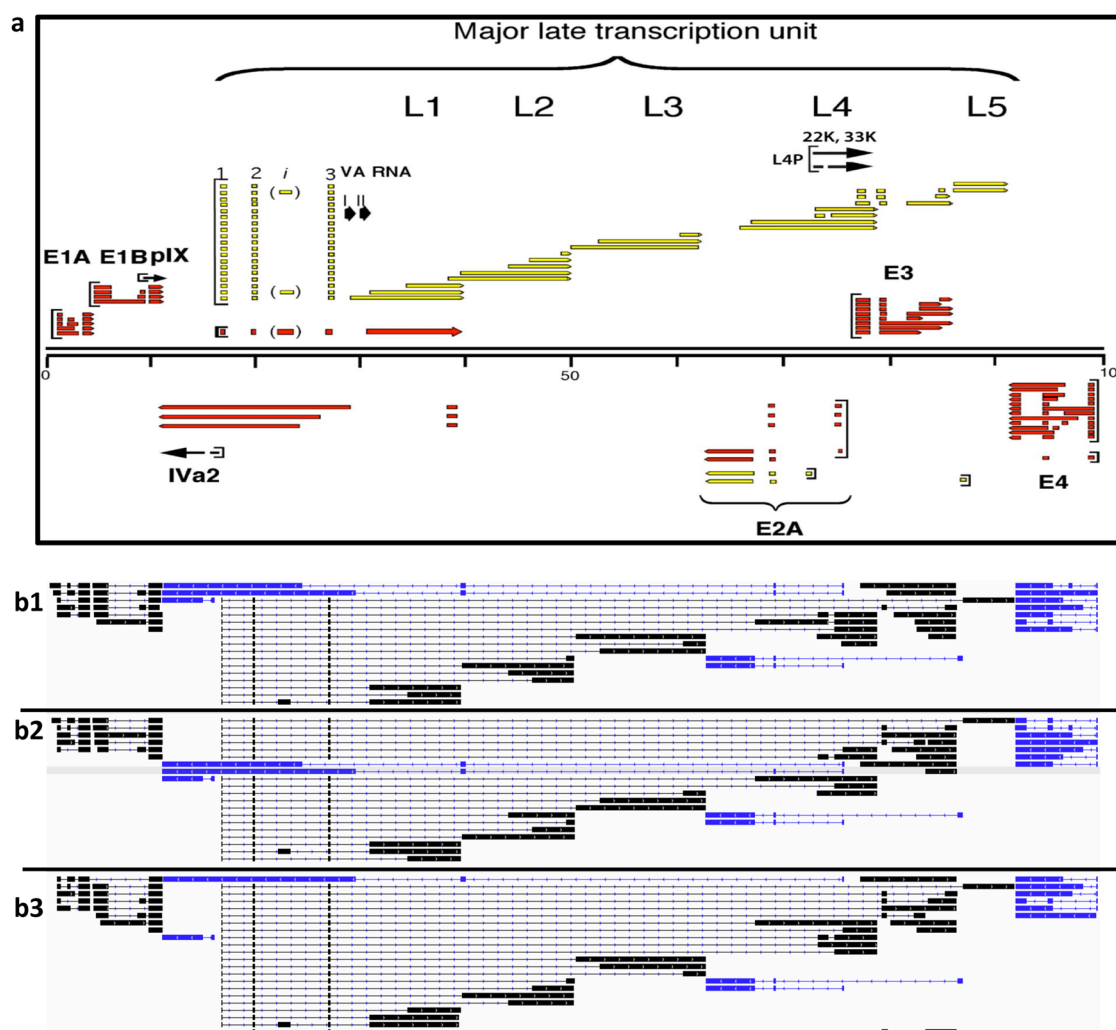 a
Major late transcription unit
L1 L2 L3 L4 L5
22K, 33K
L4P
1 2 i 3 VA RNA
( ) I II
E1A E1B pIX
E3
( )
( )
0 50 10
IVa2
E4
E2A
b1
b2
b3